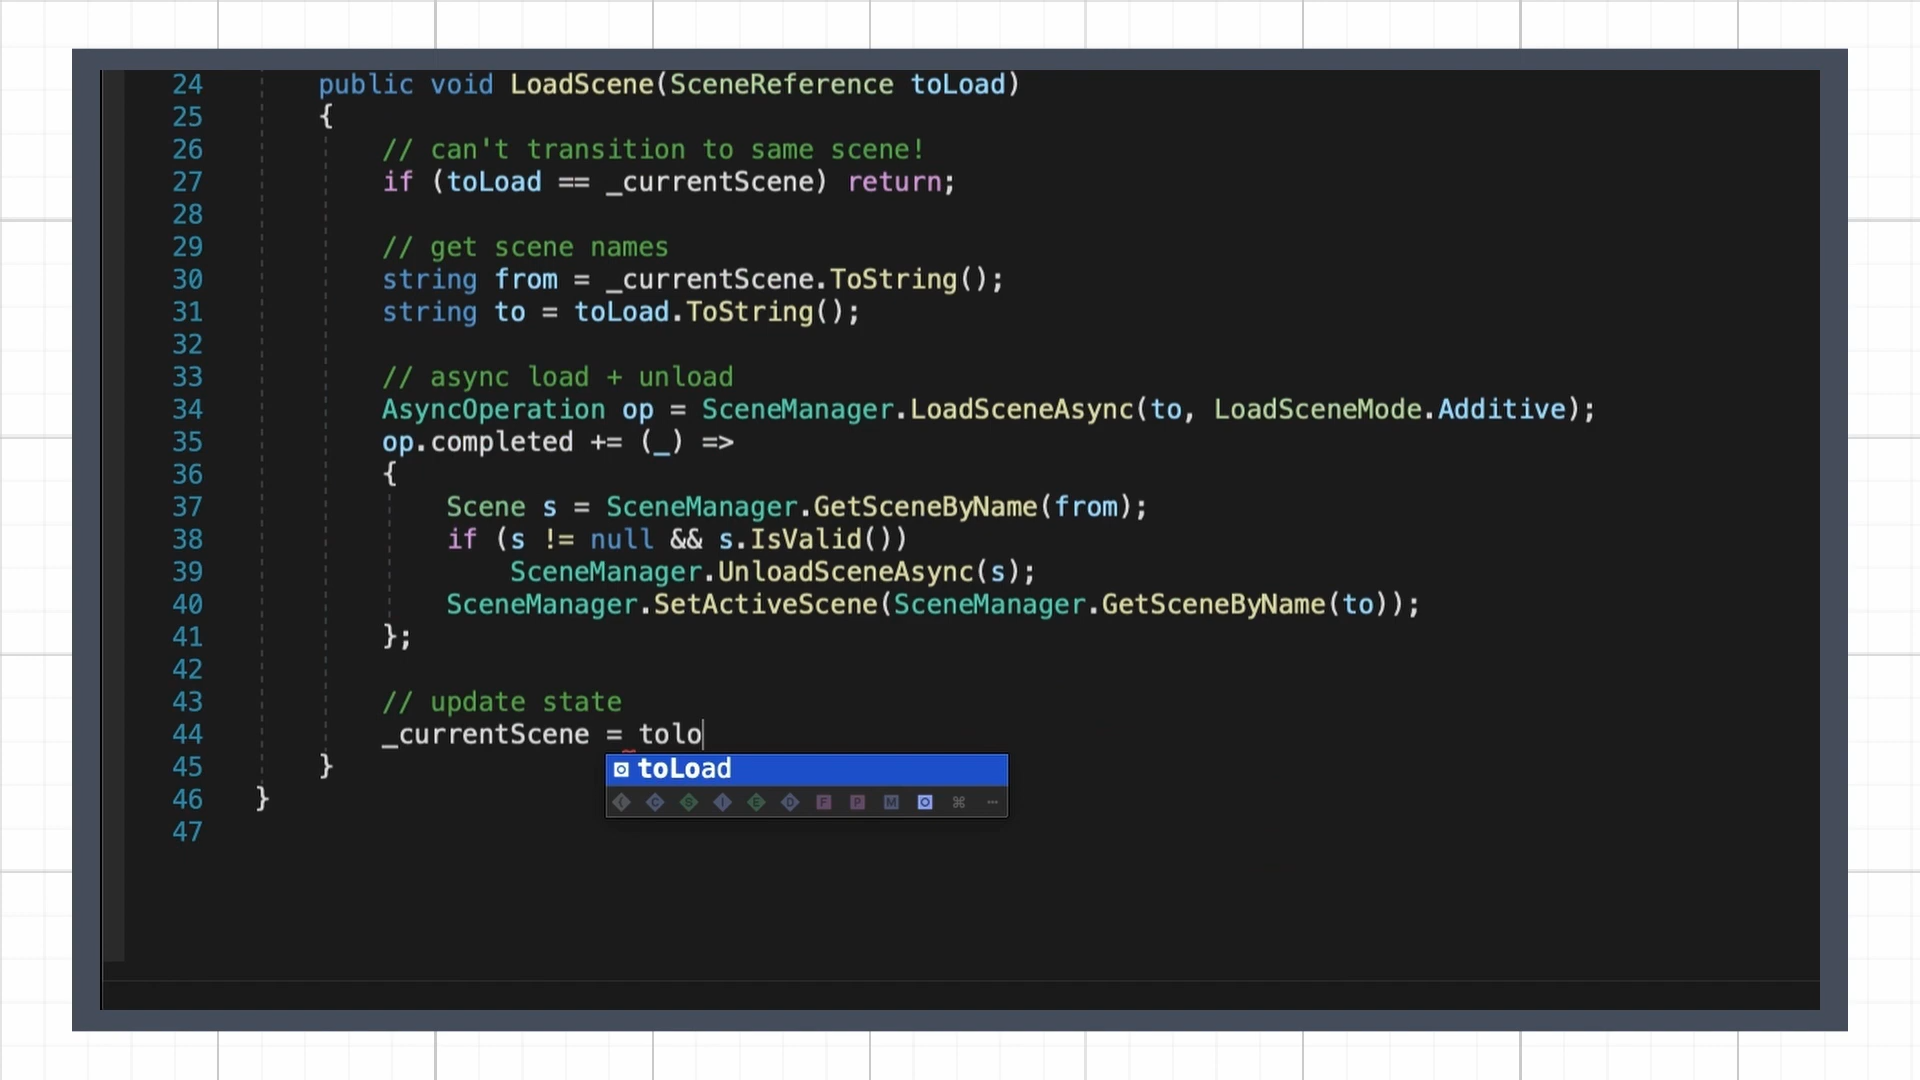 24 public void LoadScene(SceneReference toLoad)
25 {
26 // can't transition to same scene!
27 if (toLoad == _currentScene) return;
28
29 // get scene names
30 string from = _currentScene.ToString();
31 string to = toLoad.ToString();
32
33 // async load + unload
34 AsyncOperation op = SceneManager.LoadSceneAsync(to, LoadSceneMode.Additive);
35 op.completed += (_) =>
36 {
37 Scene s = SceneManager.GetSceneByName(from);
38 if (s != null && s.IsValid())
39 SceneManager.UnloadSceneAsync(s);
40 SceneManager.SetActiveScene(SceneManager.GetSceneByName(to));
41 };
42
43 // update state
44 _currentScene = tolo
toLoad
45 }
C S I E D F P M O ⌘ ...
46 }
47